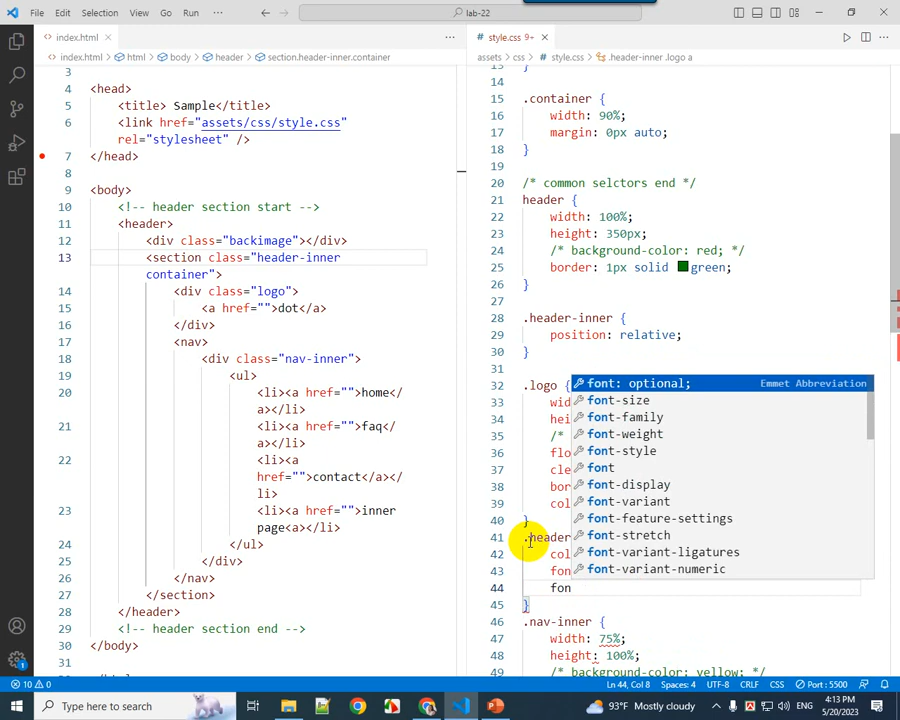 File Edit Selection View Go Run ··· lab-22
index.html
style.css 9+
index.html > html > body > header > section.header-inner.container
assets > css > style.css > .header-inner .logo a
3
4 <head>
5 <title> Sample</title>
6 <link href="assets/css/style.css"
rel="stylesheet" />
7 </head>
8
9 <body>
10 <!-- header section start -->
11 <header>
12 <div class="backimage"></div>
13 <section class="header-inner
container">
14 <div class="logo">
15 <a href="">dot</a>
16 </div>
17 <nav>
18 <div class="nav-inner">
19 <ul>
20 <li><a href="">home</
a></li>
21 <li><a href="">faq</
a></li>
22 <li><a
href="">contact</a></
li>
23 <li><a href="">inner
page<a></li>
24 </ul>
25 </div>
26 </nav>
27 </section>
28 </header>
29 <!-- header section end -->
30 </body>
31
13 }
14
15 .container {
16 width: 90%;
17 margin: 0px auto;
18 }
19
20 /* common selctors end */
21 header {
22 width: 100%;
23 height: 350px;
24 /* background-color: red; */
25 border: 1px solid green;
26 }
27
28 .header-inner {
29 position: relative;
30 }
31
32 .logo {
33 wid
34 hei
35 /*
36 flo
37 cle
38 bor
39 col
40 }
41 .header
42 col
43 fon
44 fon
45 }
46 .nav-inner {
47 width: 75%;
48 height: 100%;
49 /* background-color: yellow; */
font: optional; Emmet Abbreviation
font-size
font-family
font-weight
font-style
font
font-display
font-variant
font-feature-settings
font-stretch
font-variant-ligatures
font-variant-numeric
1
10 0 Ln 44, Col 8 Spaces: 4 UTF-8 CRLF CSS Port : 5500
Type here to search
93°F Mostly cloudy
ENG
4:13 PM
5/20/2023